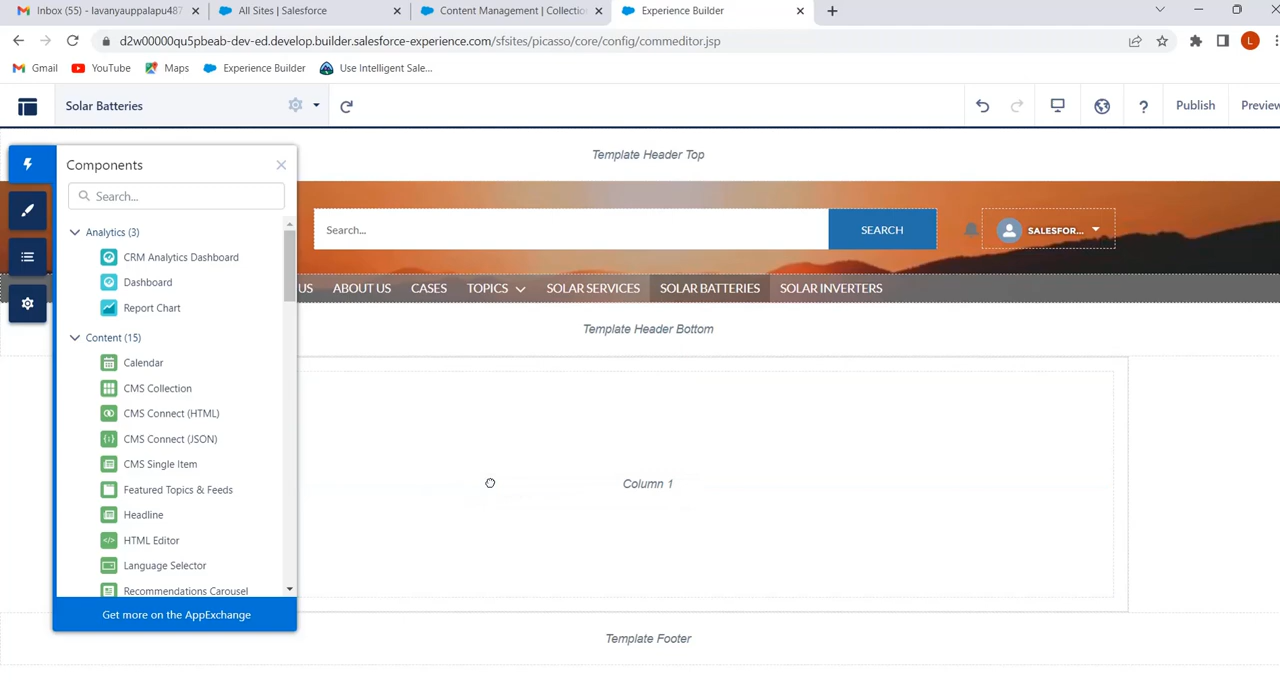 Inbox (5) - lavanyauppalapu487
All Sites | Salesforce
Content Management | Collectio
Experience Builder
d2w00000qu5pbeab-dev-ed.develop.builder.salesforce-experience.com/sfsites/picasso/core/config/commeditor.jsp
L
Gmail
YouTube
Maps
Experience Builder
Use Intelligent Sale...
Solar Batteries
?
Publish
Preview
Template Header Top
Components
Search...
Search...
SEARCH
SALESFOR...
Analytics (3)
CRM Analytics Dashboard
Dashboard
Report Chart
US
ABOUT US
CASES
TOPICS
SOLAR SERVICES
SOLAR BATTERIES
SOLAR INVERTERS
Template Header Bottom
Content (15)
Calendar
CMS Collection
CMS Connect (HTML)
CMS Connect (JSON)
CMS Single Item
Featured Topics & Feeds
Headline
HTML Editor
Language Selector
Recommendations Carousel
Column 1
Get more on the AppExchange
Template Footer